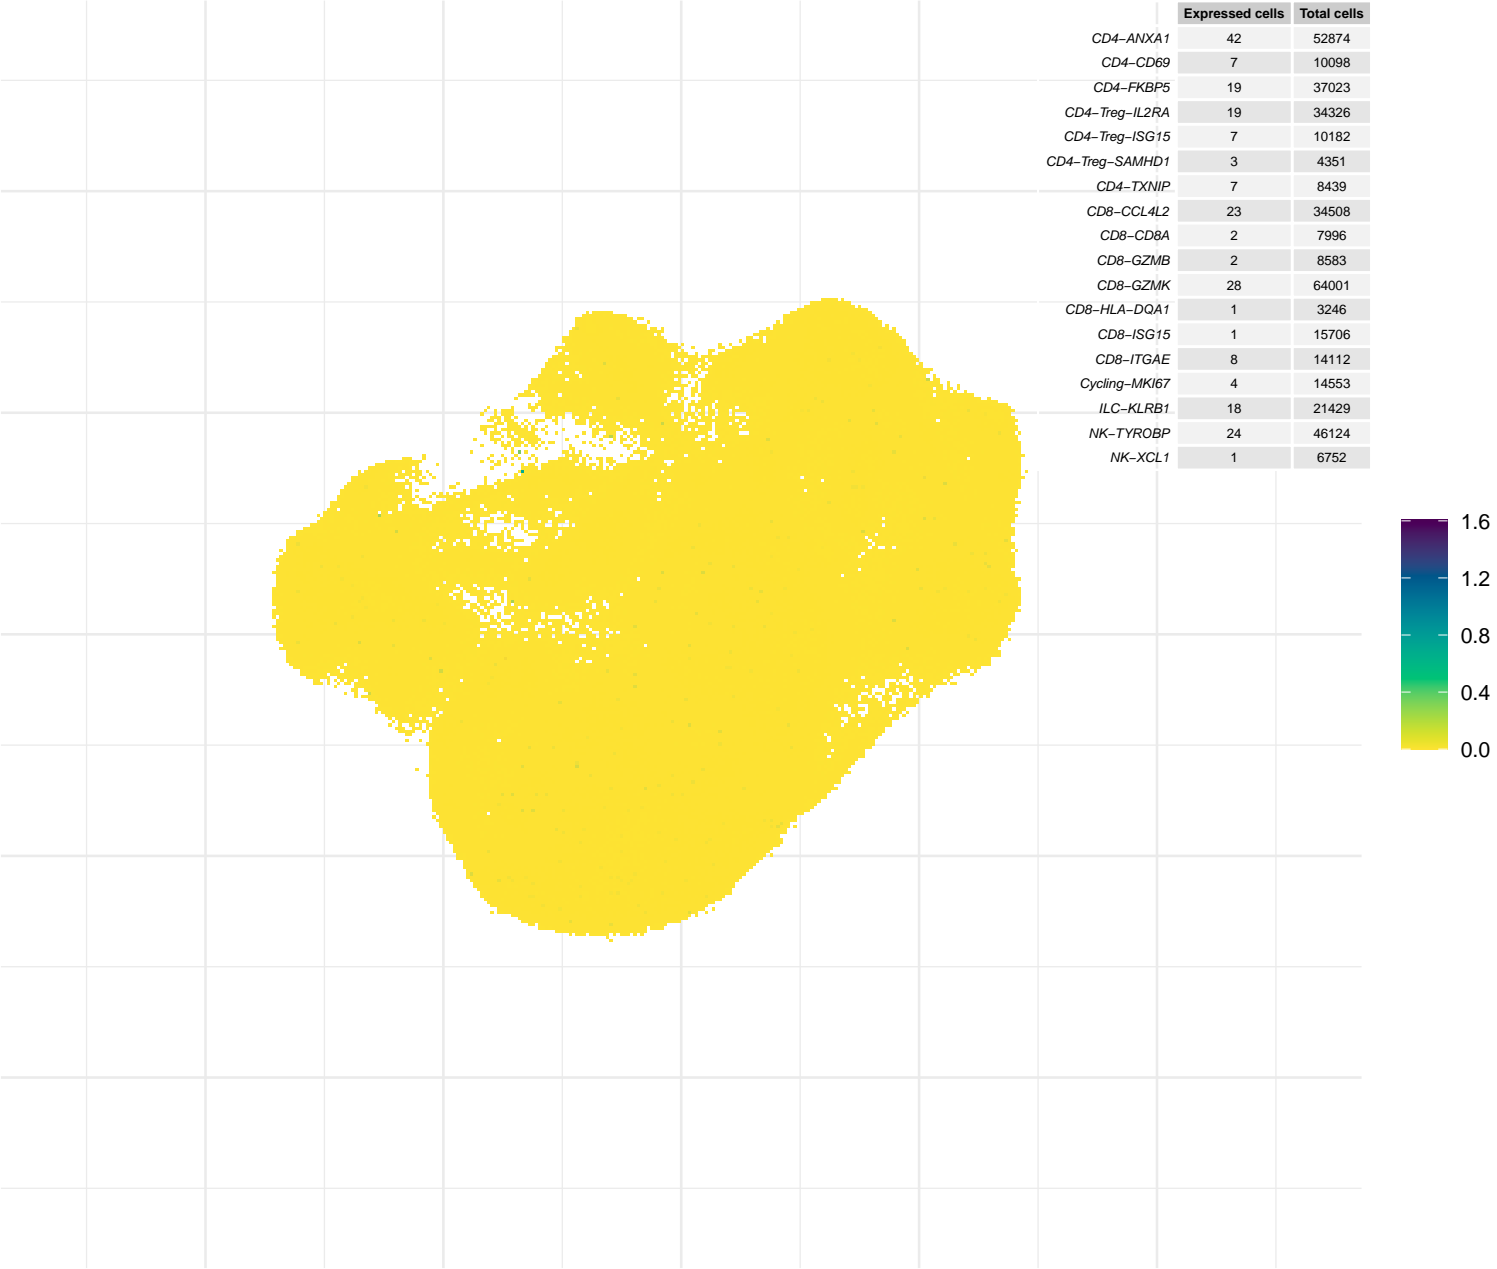 Expressed cells Total cells
CD4−ANXA1 42 52874
CD4−CD69 7 10098
CD4−FKBP5 19 37023
CD4−Treg−IL2RA 19 34326
CD4−Treg−ISG15 7 10182
CD4−Treg−SAMHD1 3 4351
CD4−TXNIP 7 8439
CD8−CCL4L2 23 34508
CD8−CD8A 2 7996
CD8−GZMB 2 8583
CD8−GZMK 28 64001
CD8−HLA−DQA1 1 3246
CD8−ISG15 1 15706
CD8−ITGAE 8 14112
Cycling−MKI67 4 14553
ILC−KLRB1 18 21429
NK−TYROBP 24 46124
NK−XCL1 1 6752
1.6
1.2
0.8
0.4
0.0